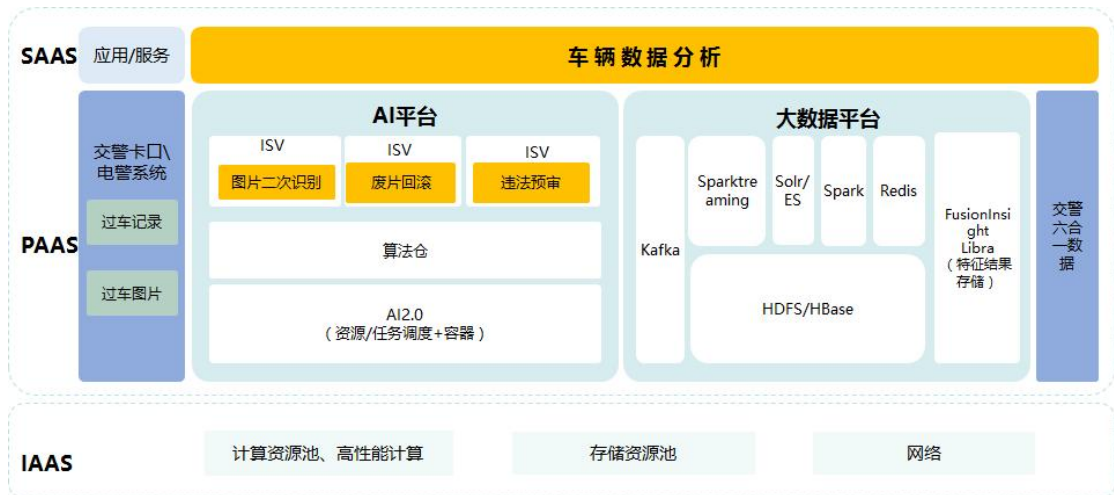 SAAS
应用/服务
车辆数据分析
PAAS
交警卡口\
电警系统
过车记录
过车图片
AI平台
ISV
图片二次识别
ISV
废片回滚
ISV
违法预审
算法仓
AI2.0
（资源/任务调度+容器）
大数据平台
Kafka
Sparktre
aming
Solr/
ES
Spark
Redis
HDFS/HBase
FusionInsi
ght
Libra
（特征结果
存储）
交警
六合
一数
据
IAAS
计算资源池、高性能计算
存储资源池
网络